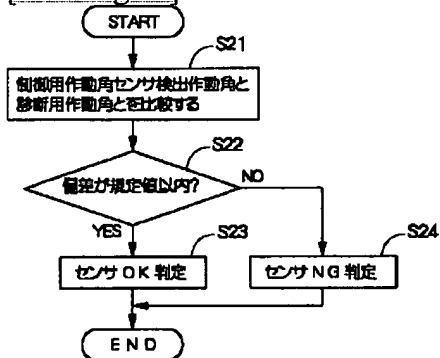 START
S21
制御用作動角センサ検出作動角と
診断用作動角とを比較する
S22
偏差が規定値以内?
NO
YES
S23
S24
センサOK判定
センサNG判定
END